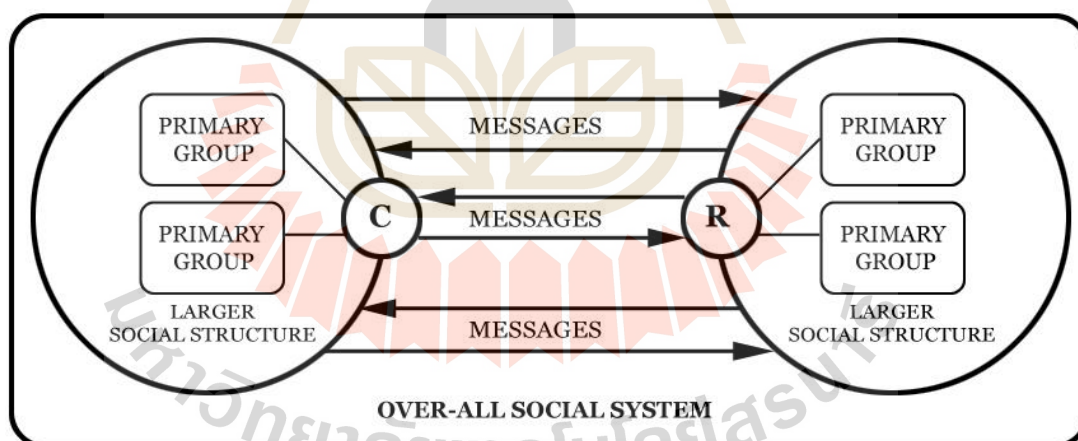 PRIMARY
GROUP
PRIMARY
GROUP
LARGER
SOCIAL STRUCTURE
C
MESSAGES
MESSAGES
MESSAGES
R
PRIMARY
GROUP
PRIMARY
GROUP
LARGER
SOCIAL STRUCTURE
OVER-ALL SOCIAL SYSTEM